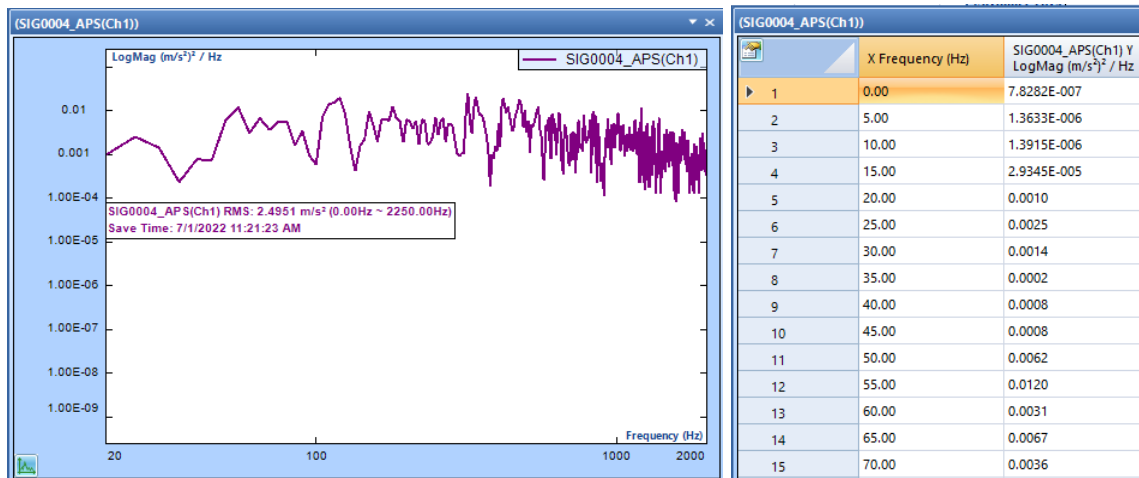 (SIG0004_APS(Ch1))
LogMag (m/s²)² / Hz
SIG0004_APS(Ch1)
0.01
0.001
1.00E-04
SIG0004_APS(Ch1) RMS: 2.4951 m/s² (0.00Hz ~ 2250.00Hz)
Save Time: 7/1/2022 11:21:23 AM
1.00E-05
1.00E-06
1.00E-07
1.00E-08
1.00E-09
Frequency (Hz)
20 100 1000 2000
(SIG0004_APS(Ch1))
X Frequency (Hz) SIG0004_APS(Ch1) Y
LogMag (m/s²)² / Hz
1 0.00 7.8282E-007
2 5.00 1.3633E-006
3 10.00 1.3915E-006
4 15.00 2.9345E-005
5 20.00 0.0010
6 25.00 0.0025
7 30.00 0.0014
8 35.00 0.0002
9 40.00 0.0008
10 45.00 0.0008
11 50.00 0.0062
12 55.00 0.0120
13 60.00 0.0031
14 65.00 0.0067
15 70.00 0.0036